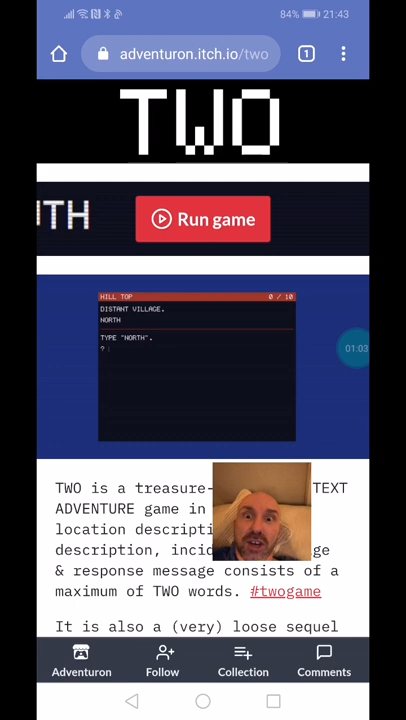 84% 21:43
adventuron.itch.io/two
1
TWO
ITH
Run game
HILL TOP 0 / 10
DISTANT VILLAGE.
NORTH
TYPE "NORTH".
?
01:03
TWO is a treasure- TEXT
ADVENTURE game in
location descripti
description, incid ge
& response message consists of a
maximum of TWO words. #twogame
It is also a (very) loose sequel
Adventuron Follow Collection Comments